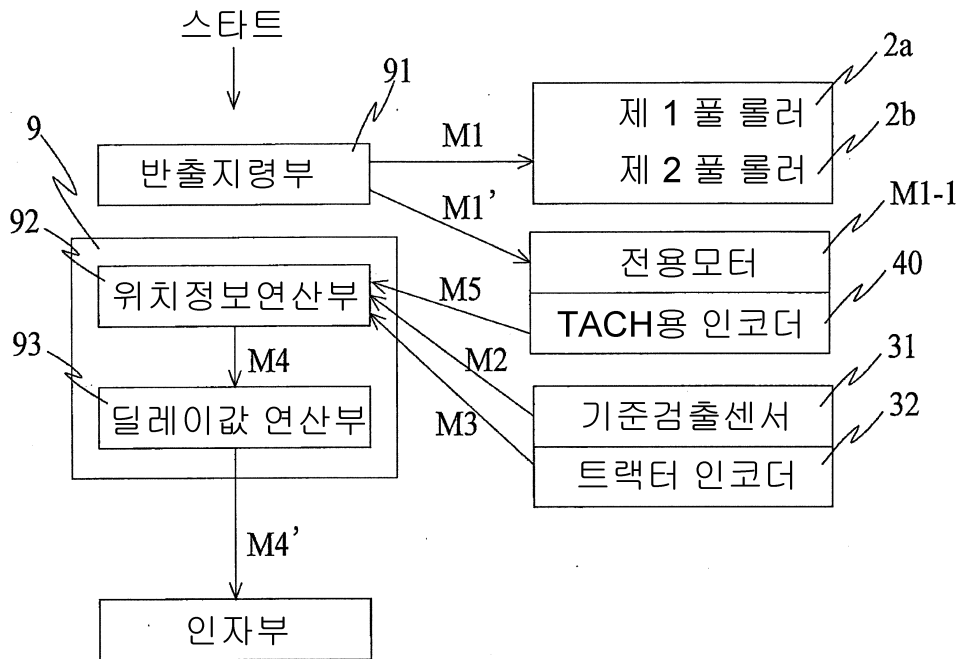 스타트
91
2a
제 1 풀 롤러
2b
제 2 풀 롤러
9
M1
반출지령부
M1’
M1-1
92
전용모터
40
위치정보연산부
M5
TACH용 인코더
93
M4
M2
31
기준검출센서
32
딜레이값 연산부
M3
트랙터 인코더
M4’
인자부